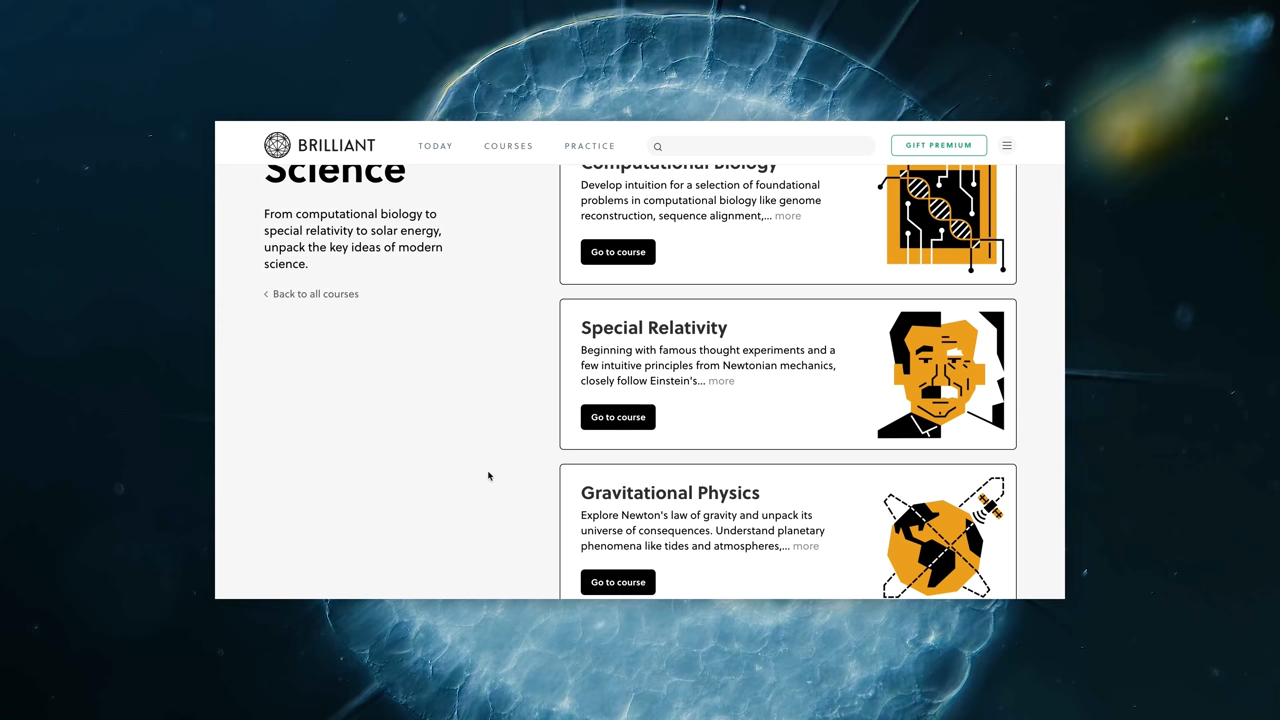 BRILLIANT
TODAY
COURSES
PRACTICE
GIFT PREMIUM
Science
From computational biology to
special relativity to solar energy,
unpack the key ideas of modern
science.
Back to all courses
Computational Biology
Develop intuition for a selection of foundational
problems in computational biology like genome
reconstruction, sequence alignment,... more
Go to course
Special Relativity
Beginning with famous thought experiments and a
few intuitive principles from Newtonian mechanics,
closely follow Einstein's... more
Go to course
Gravitational Physics
Explore Newton's law of gravity and unpack its
universe of consequences. Understand planetary
phenomena like tides and atmospheres,... more
Go to course